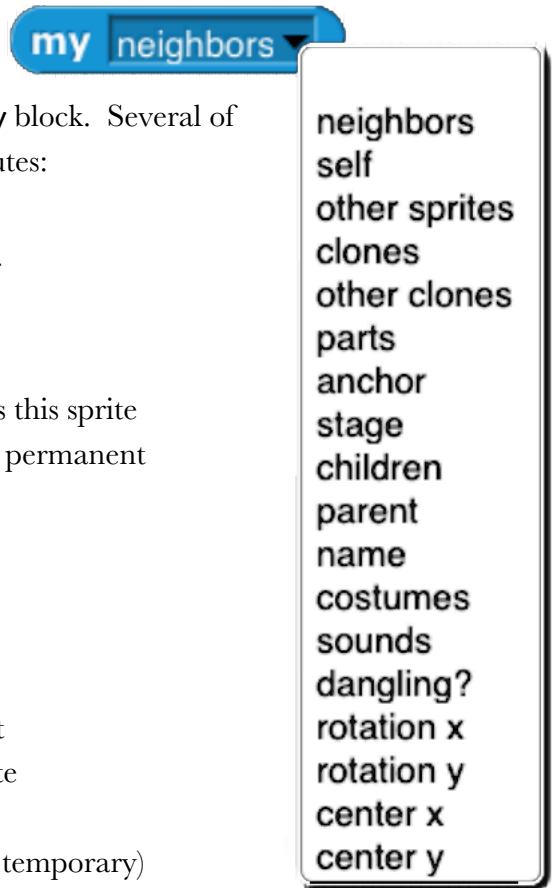 my neighbors
block. Several of
utes:
s this sprite
permanent
temporary)
neighbors
self
other sprites
clones
other clones
parts
anchor
stage
children
parent
name
costumes
sounds
dangling?
rotation x
rotation y
center x
center y